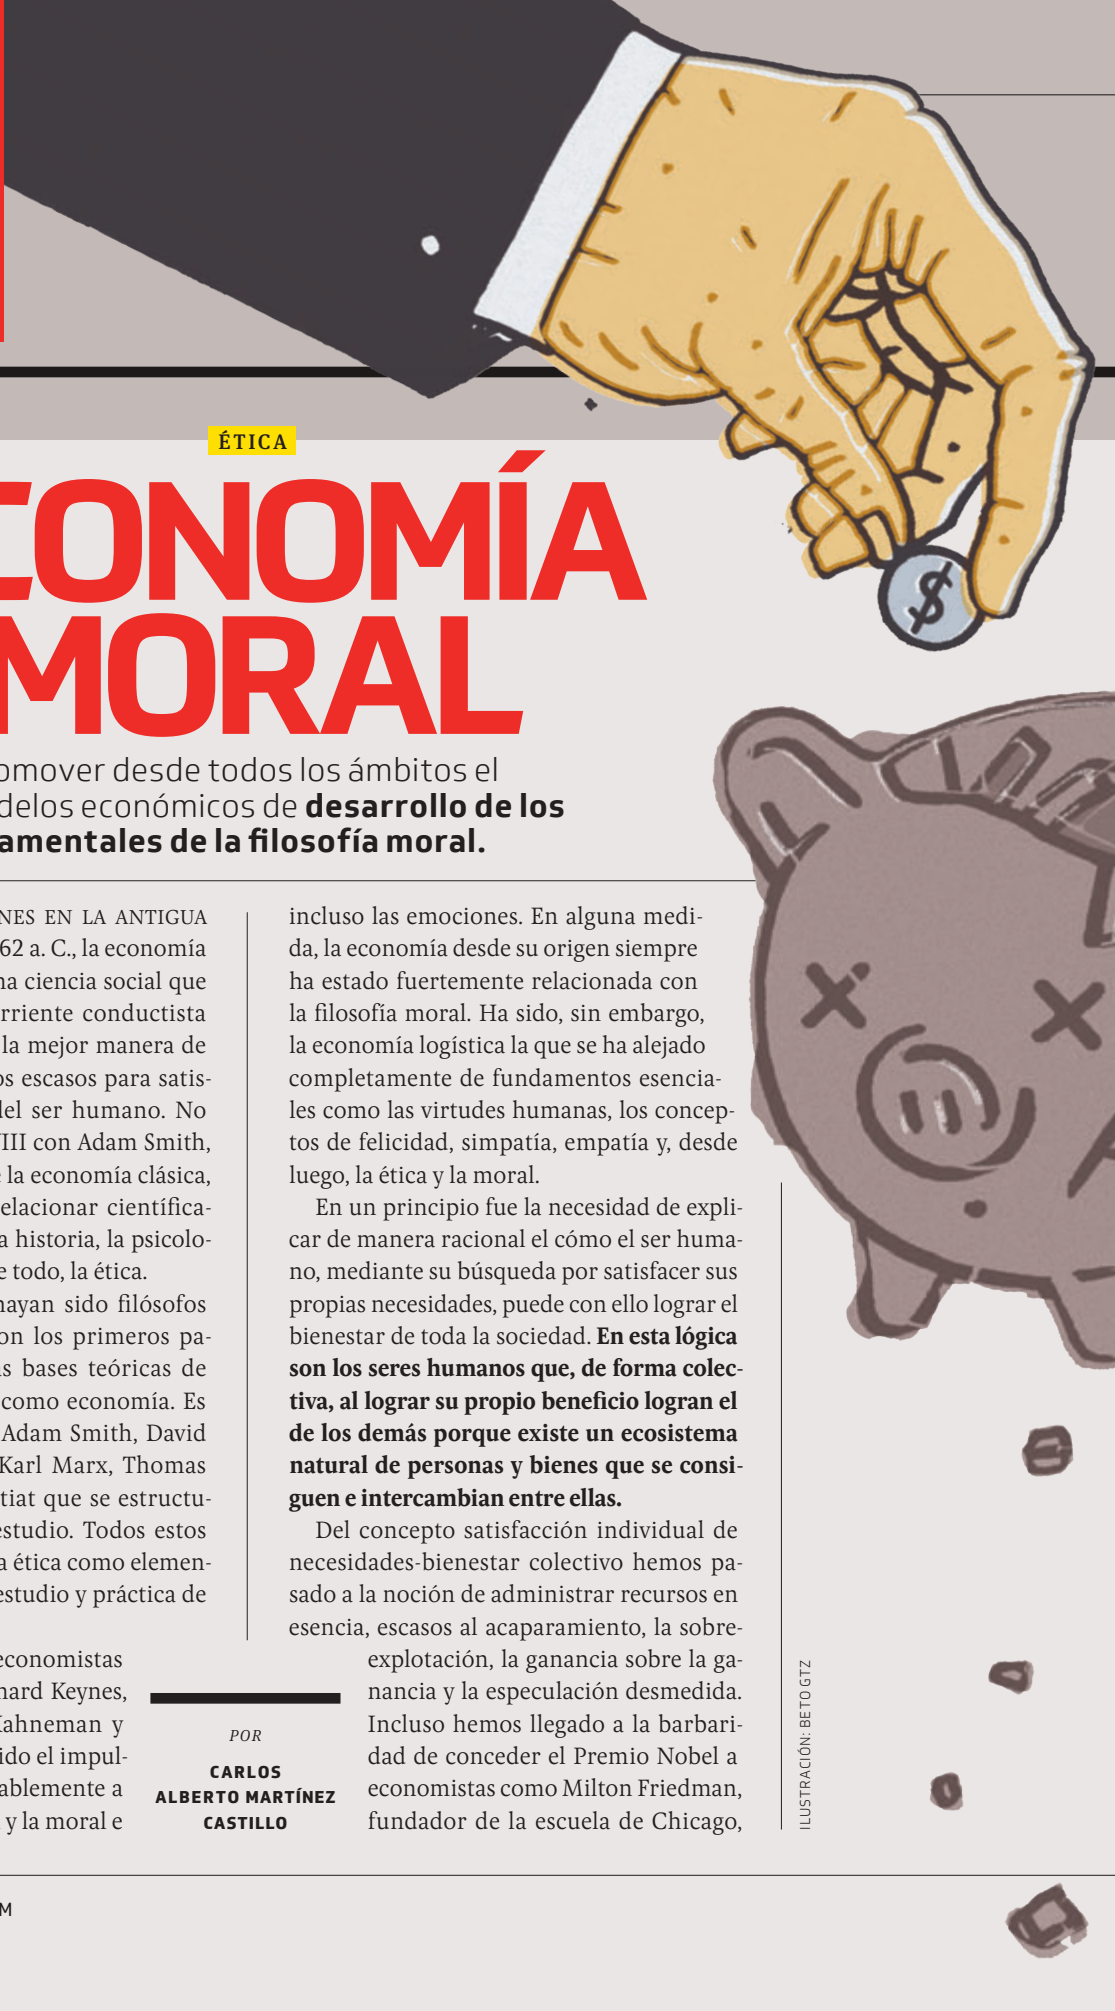 ÉTICA
CONOMÍA
MORAL
omover desde todos los ámbitos el
delos económicos de desarrollo de los
amentales de la filosofía moral.
NES EN LA ANTIGUA
62 a. C., la economía
na ciencia social que
rriente conductista
la mejor manera de
os escasos para satis-
del ser humano. No
VIII con Adam Smith,
e la economía clásica,
elacionar científica-
a historia, la psicolo-
e todo, la ética.
hayan sido filósofos
on los primeros pa-
as bases teóricas de
como economía. Es
Adam Smith, David
Karl Marx, Thomas
tiat que se estructu-
estudio. Todos estos
a ética como elemen-
estudio y práctica de
economistas
nard Keynes,
Kahneman y
ido el impul-
ablemente a
y la moral e
POR
CARLOS
ALBERTO MARTÍNEZ
CASTILLO
incluso las emociones. En alguna medi-
da, la economía desde su origen siempre
ha estado fuertemente relacionada con
la filosofía moral. Ha sido, sin embargo,
la economía logística la que se ha alejado
completamente de fundamentos esencia-
les como las virtudes humanas, los concep-
tos de felicidad, simpatía, empatía y, desde
luego, la ética y la moral.
En un principio fue la necesidad de expli-
car de manera racional el cómo el ser huma-
no, mediante su búsqueda por satisfacer sus
propias necesidades, puede con ello lograr el
bienestar de toda la sociedad. En esta lógica
son los seres humanos que, de forma colec-
tiva, al lograr su propio beneficio logran el
de los demás porque existe un ecosistema
natural de personas y bienes que se consi-
guen e intercambian entre ellas.
Del concepto satisfacción individual de
necesidades-bienestar colectivo hemos pa-
sado a la noción de administrar recursos en
esencia, escasos al acaparamiento, la sobre-
explotación, la ganancia sobre la ga-
nancia y la especulación desmedida.
Incluso hemos llegado a la barbari-
dad de conceder el Premio Nobel a
economistas como Milton Friedman,
fundador de la escuela de Chicago,
ILUSTRACIÓN: BETO GTZ
$
M